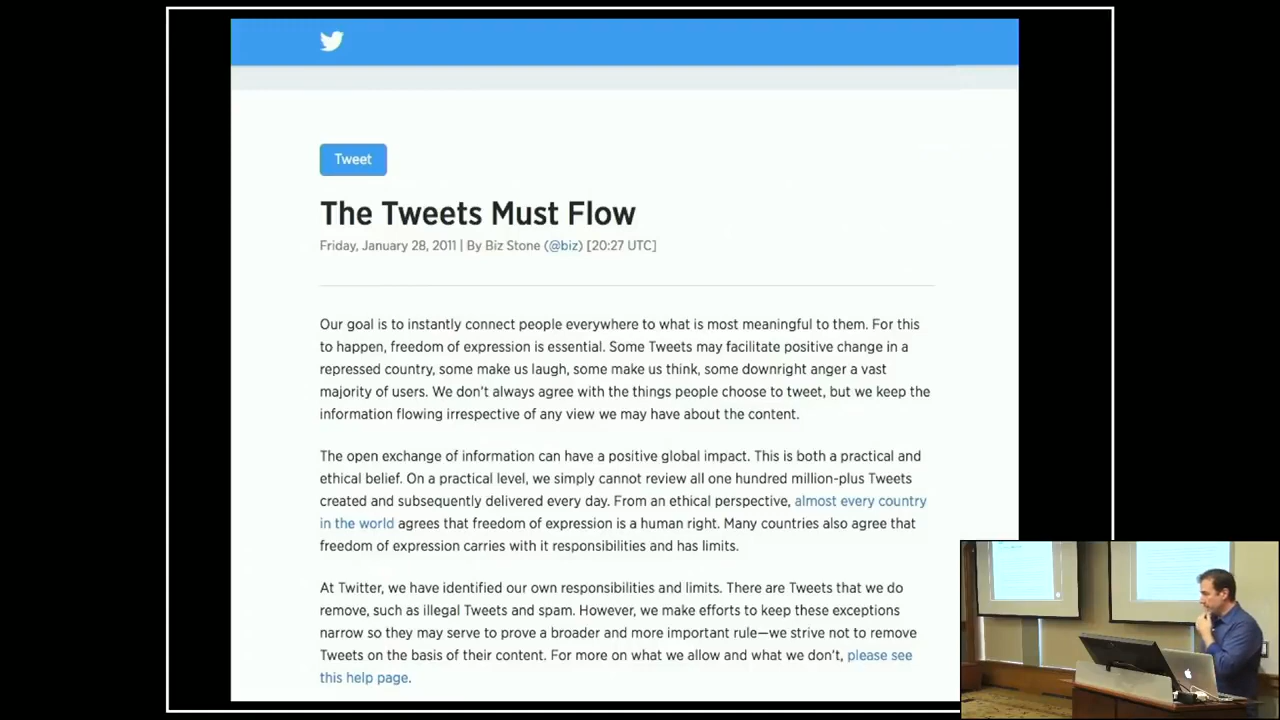 Tweet
The Tweets Must Flow
Friday, January 28, 2011 | By Biz Stone (@biz) [20:27 UTC]
Our goal is to instantly connect people everywhere to what is most meaningful to them. For this
to happen, freedom of expression is essential. Some Tweets may facilitate positive change in a
repressed country, some make us laugh, some make us think, some downright anger a vast
majority of users. We don't always agree with the things people choose to tweet, but we keep the
information flowing irrespective of any view we may have about the content.
The open exchange of information can have a positive global impact. This is both a practical and
ethical belief. On a practical level, we simply cannot review all one hundred million-plus Tweets
created and subsequently delivered every day. From an ethical perspective, almost every country
in the world agrees that freedom of expression is a human right. Many countries also agree that
freedom of expression carries with it responsibilities and has limits.
At Twitter, we have identified our own responsibilities and limits. There are Tweets that we do
remove, such as illegal Tweets and spam. However, we make efforts to keep these exceptions
narrow so they may serve to prove a broader and more important rule—we strive not to remove
Tweets on the basis of their content. For more on what we allow and what we don't, please see
this help page.